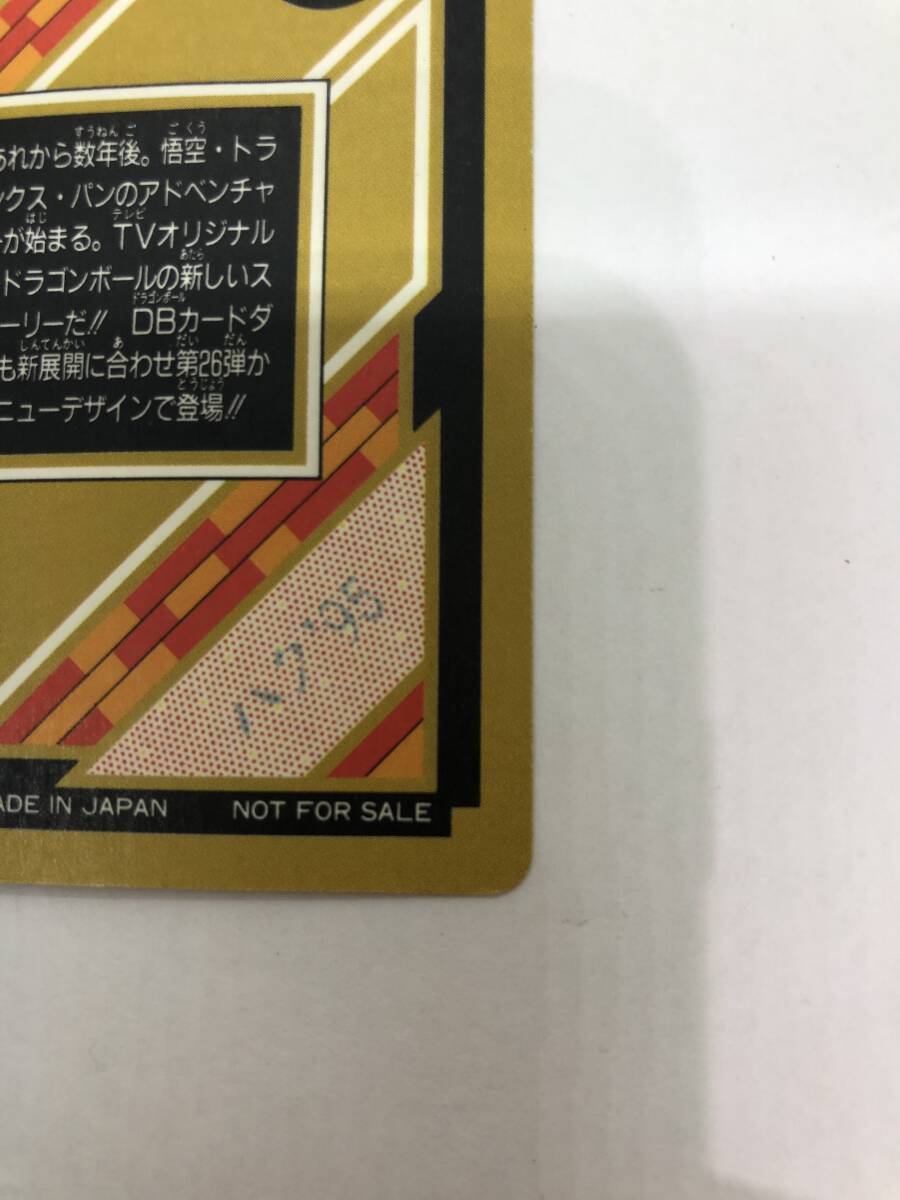 あれから数年後。悟空・トラ
ンクス・パンのアドベンチャ
ーが始まる。TVオリジナル
ドラゴンボールの新しいス
ーリーだ!! DBカードダ
も新展開に合わせ第26弾か
ニューデザインで登場!!
'95
ADE IN JAPAN NOT FOR SALE